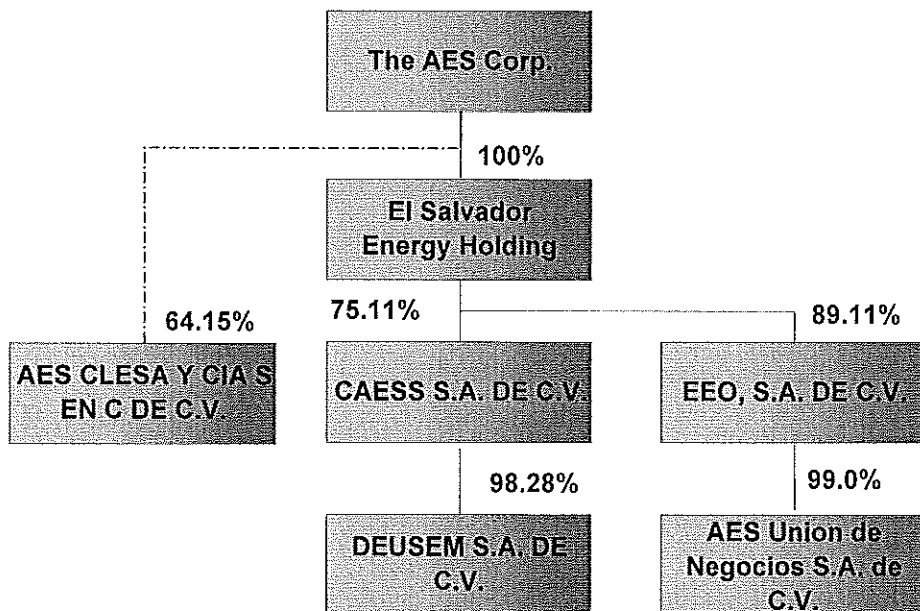 The AES Corp.
100%
El Salvador
Energy Holding
64.15%
75.11%
89.11%
AES CLESA Y CIA S
EN C DE C.V.
CAESS S.A. DE C.V.
EEO, S.A. DE C.V.
98.28%
99.0%
DEUSEM S.A. DE
C.V.
AES Union de
Negocios S.A. de
C.V.